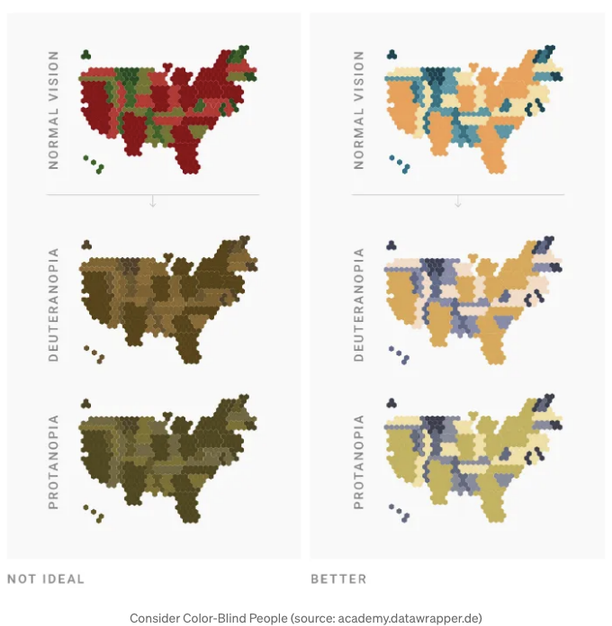 NORMAL VISION
NORMAL VISION
DEUTERANOPIA
DEUTERANOPIA
PROTANOPIA
PROTANOPIA
NOT IDEAL
BETTER
Consider Color-Blind People (source: academy.datawrapper.de)